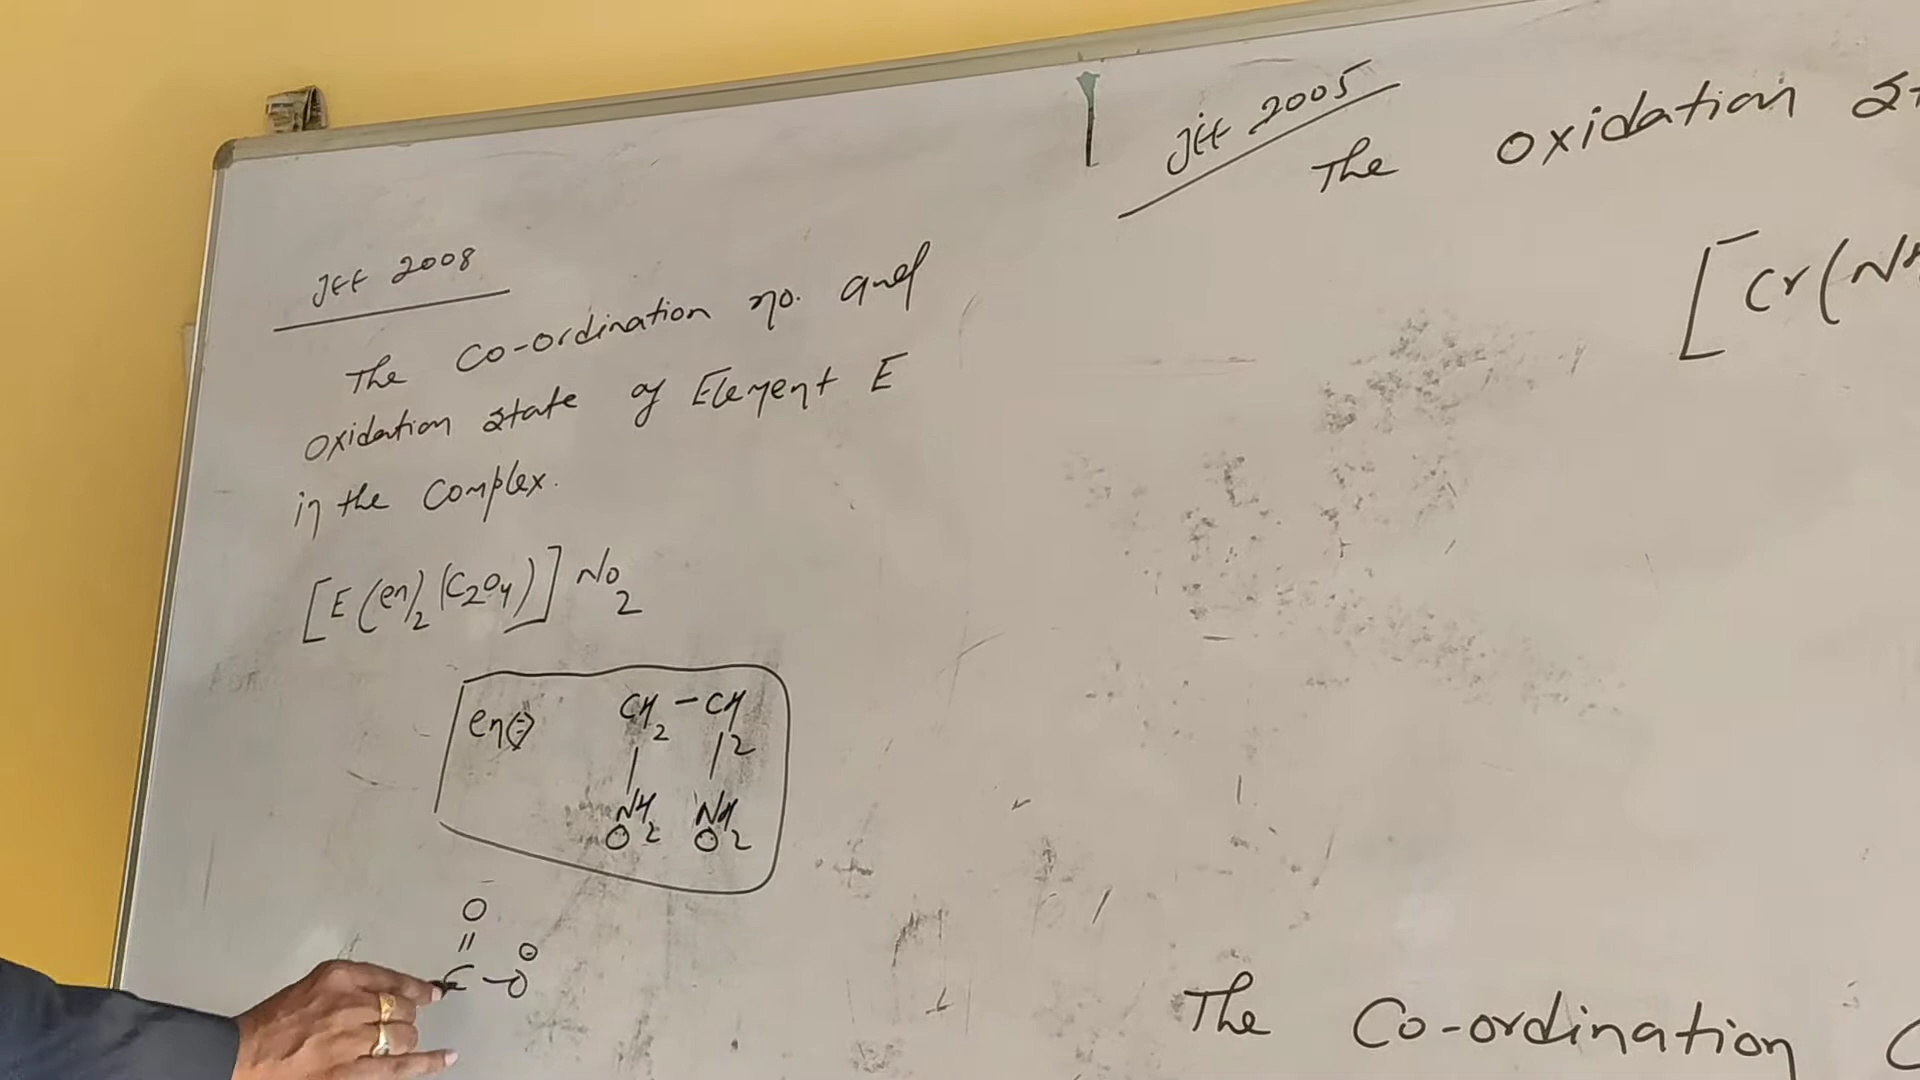 JEE 2008
The Co-ordination no. and
oxidation state of Element E
in the Complex.
[E(en)2(C2O4)]NO2
en(:) CH2-CH2
| |
NH2 NH2
O O
O
||
C-O⊖
JEE 2005
The oxidation
[Cr(N
The Co-ordination